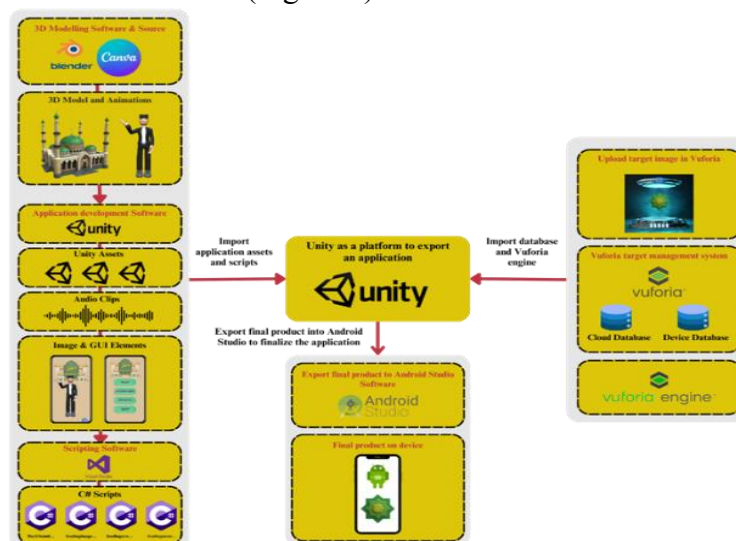 3D Modelling Software & Source
blender
Canva
3D Model and Animations
Application development Software
unity
Unity Assets
Audio Clips
Image & GUI Elements
Scripting Software
C# Scripts
Import
application assets
and scripts
Unity as a platform to export
an application
unity
Export final product into Android
Studio to finalize the application
Export final product to Android Studio
Software
Android
Studio
Final product on device
Import database
and Vuforia
engine
Upload target image in Vuforia
Vuforia target management system
vuforia
Cloud Database
Device Database
vuforia engine